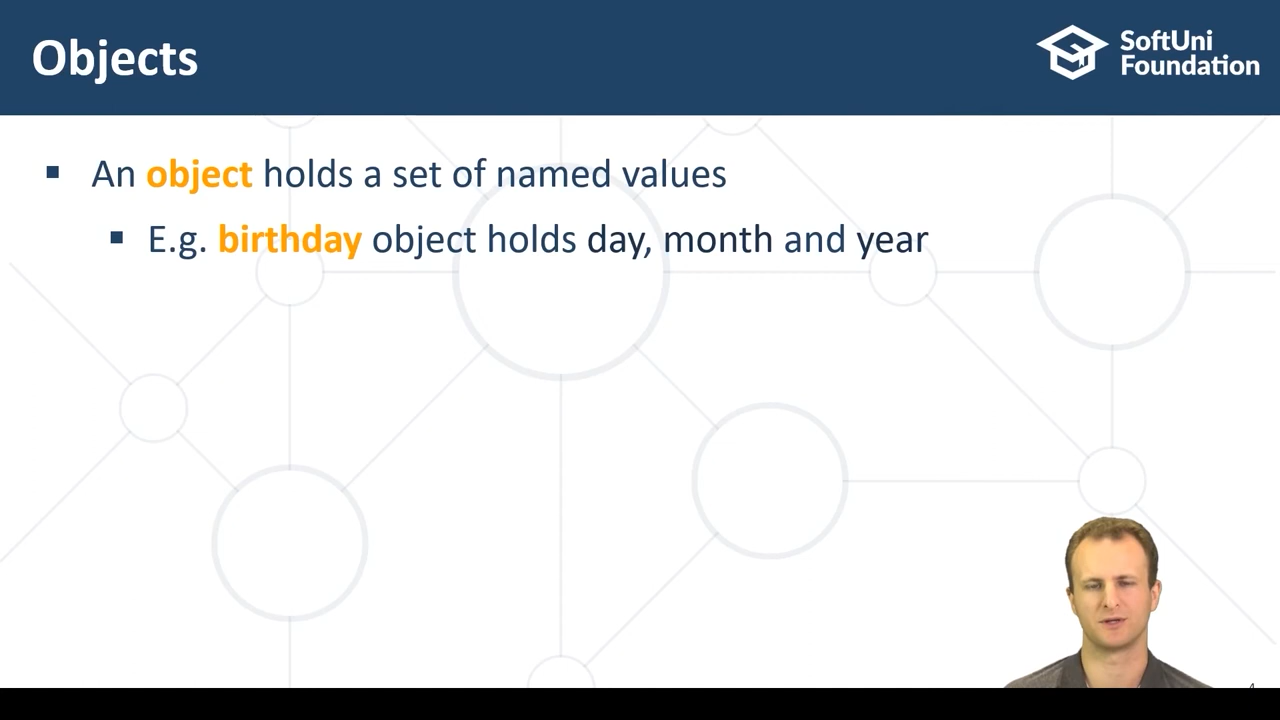 Objects
SoftUni
Foundation
▪ An object holds a set of named values
▪ E.g. birthday object holds day, month and year